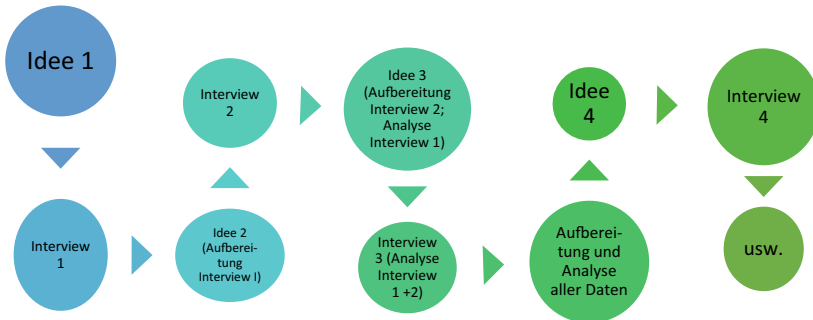 Idee 1
Interview
1
Idee 2
(Aufberei-
tung
Interview I)
Interview
2
Idee 3
(Aufbereitung
Interview 2;
Analyse
Interview 1)
Interview
3 (Analyse
Interview
1 +2)
Aufberei-
tung und
Analyse
aller Daten
Idee
4
Interview
4
usw.